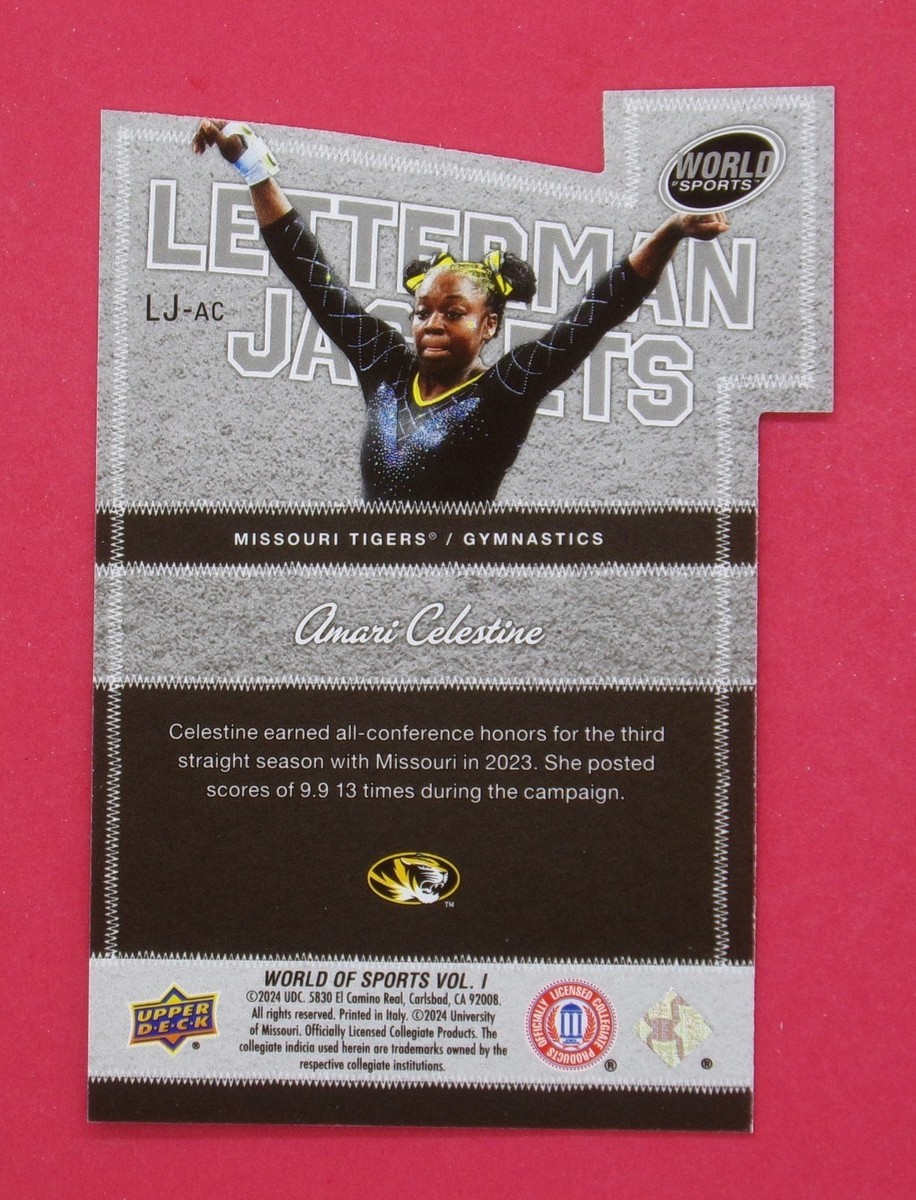 WORLD
OF SPORTS™
LETTERMAN
LJ-AC
JACKETS
MISSOURI TIGERS® / GYMNASTICS
Amari Celestine
Celestine earned all-conference honors for the third
straight season with Missouri in 2023. She posted
scores of 9.9 13 times during the campaign.
TM
WORLD OF SPORTS VOL. I
©2024 UDC. 5830 El Camino Real, Carlsbad, CA 92008.
All rights reserved. Printed in Italy. ©2024 University
of Missouri. Officially Licensed Collegiate Products. The
collegiate indicia used herein are trademarks owned by the
respective collegiate institutions.
UPPER
D·E·C·K
®
OFFICIALLY LICENSED COLLEGIATE PRODUCTS
®
®